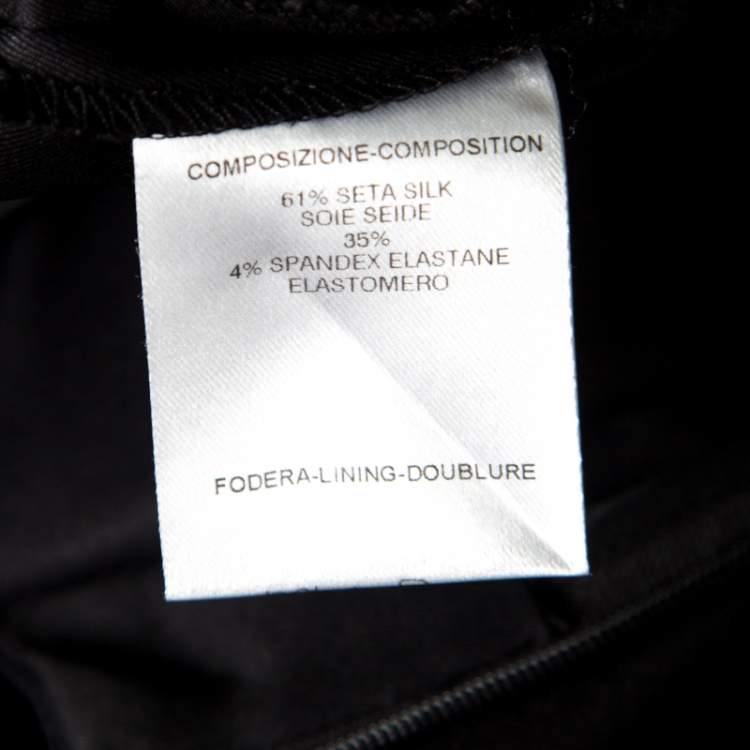 COMPOSIZIONE-COMPOSITION
61% SETA SILK
SOIE SEIDE
35%
4% SPANDEX ELASTANE
ELASTOMERO
FODERA-LINING-DOUBLURE